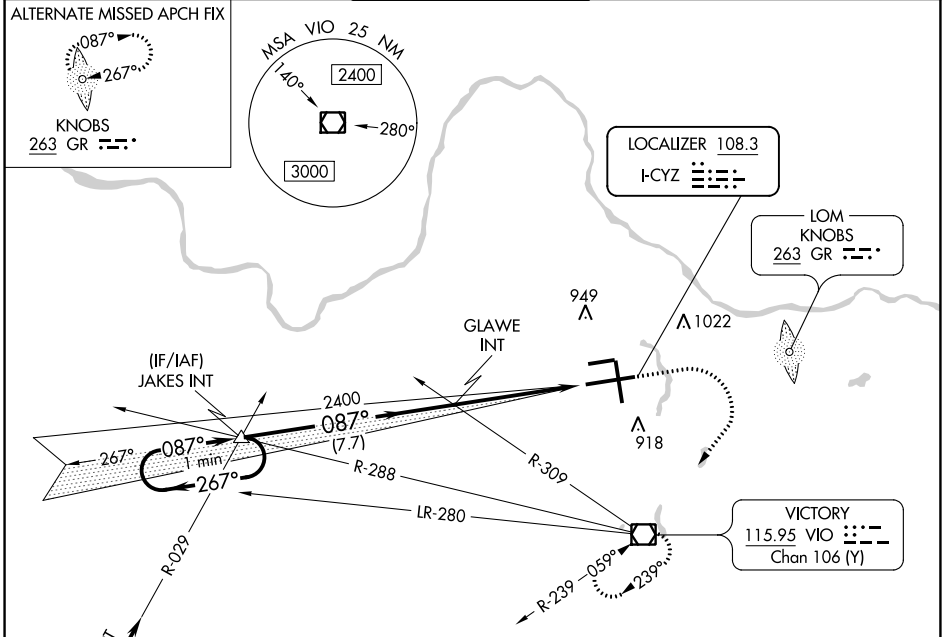 ALTERNATE MISSED APCH FIX
087°
267°
KNOBS
263 GR
MSA VIO 25 NM
2400
140°
280°
3000
LOCALIZER 108.3
I-CYZ
LOM
KNOBS
263 GR
949
1022
GLAWE
INT
(IF/IAF)
JAKES INT
2400
087°
(7.7)
918
267°
087°
1 min
267°
R-288
R-309
LR-280
R-029
VICTORY
115.95 VIO
Chan 106 (Y)
R-239
059°
239°